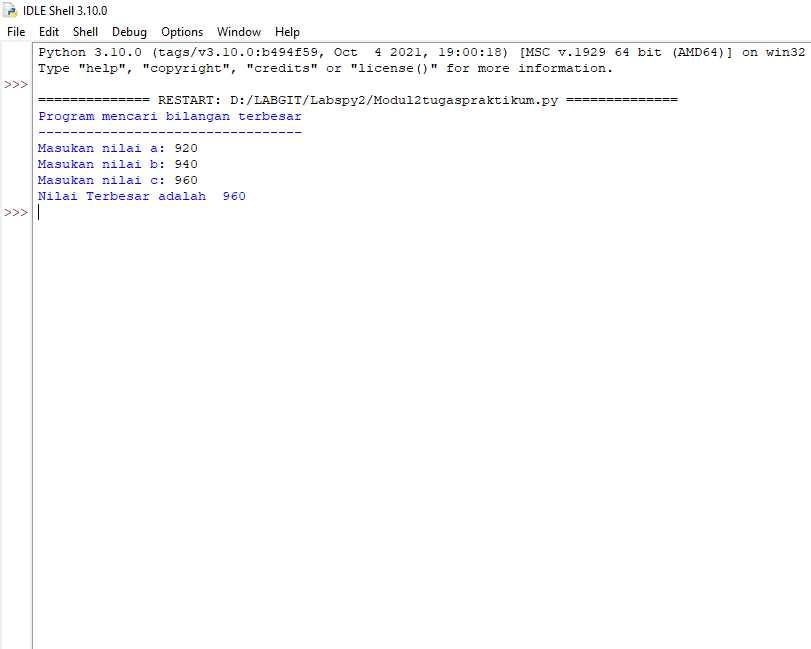 IDLE Shell 3.10.0
File Edit Shell Debug Options Window Help
Python 3.10.0 (tags/v3.10.0:b494f59, Oct  4 2021, 19:00:18) [MSC v.1929 64 bit (AMD64)] on win32
Type "help", "copyright", "credits" or "license()" for more information.
>>>
============== RESTART: D:/LABGIT/Labspy2/Modul2tugaspraktikum.py ==============
Program mencari bilangan terbesar
---------------------------------
Masukan nilai a: 920
Masukan nilai b: 940
Masukan nilai c: 960
Nilai Terbesar adalah  960
>>>